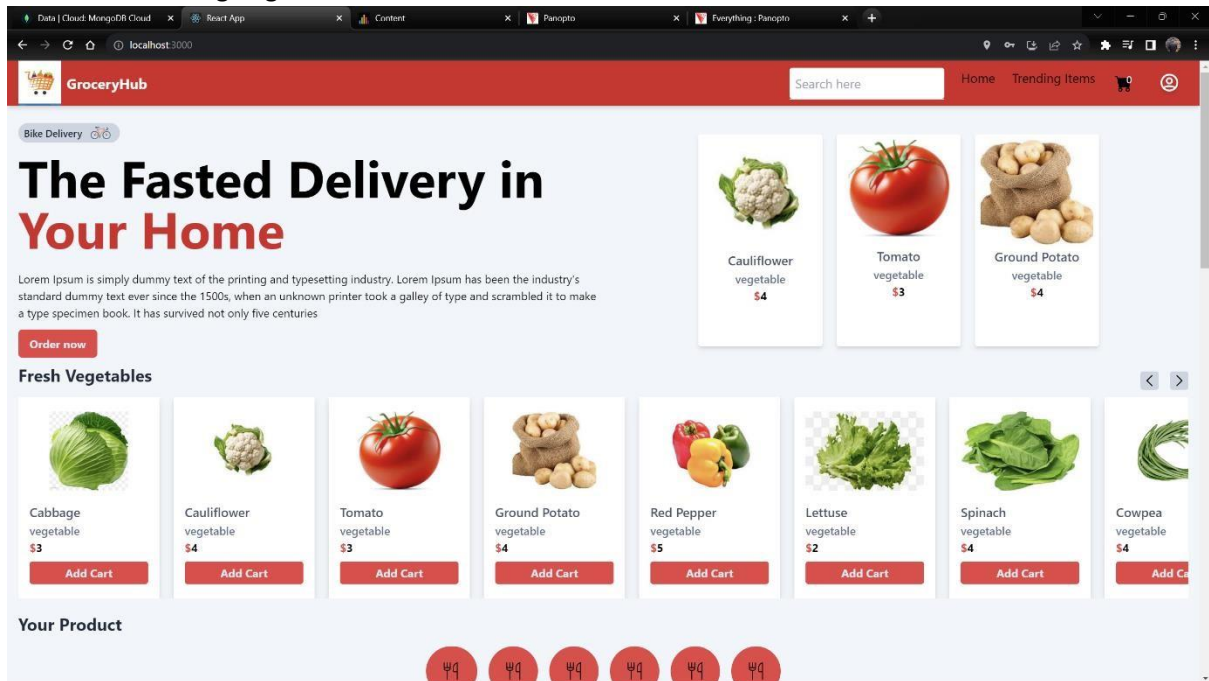 Data | Cloud: MongoDB Cloud
React App
Content
Panopto
Everything : Panopto
localhost:3000
GroceryHub
Search here
Home
Trending Items
0
Bike Delivery
The Fasted Delivery in
Your Home
Lorem Ipsum is simply dummy text of the printing and typesetting industry. Lorem Ipsum has been the industry's
standard dummy text ever since the 1500s, when an unknown printer took a galley of type and scrambled it to make
a type specimen book. It has survived not only five centuries
Order now
Cauliflower
vegetable
$4
Tomato
vegetable
$3
Ground Potato
vegetable
$4
Fresh Vegetables
Cabbage
vegetable
$3
Add Cart
Cauliflower
vegetable
$4
Add Cart
Tomato
vegetable
$3
Add Cart
Ground Potato
vegetable
$4
Add Cart
Red Pepper
vegetable
$5
Add Cart
Lettuse
vegetable
$2
Add Cart
Spinach
vegetable
$4
Add Cart
Cowpea
vegetable
$4
Add Ca
Your Product